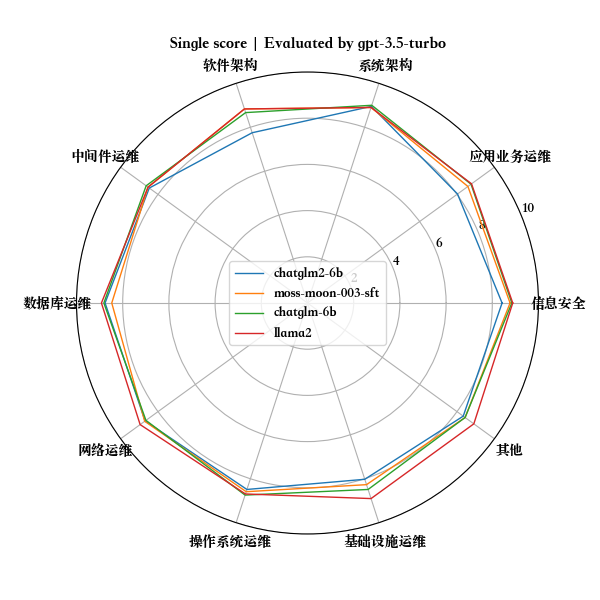 Single score | Evaluated by gpt-3.5-turbo
软件架构
系统架构
中间件运维
应用业务运维
10
8
6
4
2
chatglm2-6b
moss-moon-003-sft
chatglm-6b
llama2
数据库运维
信息安全
网络运维
其他
操作系统运维
基础设施运维